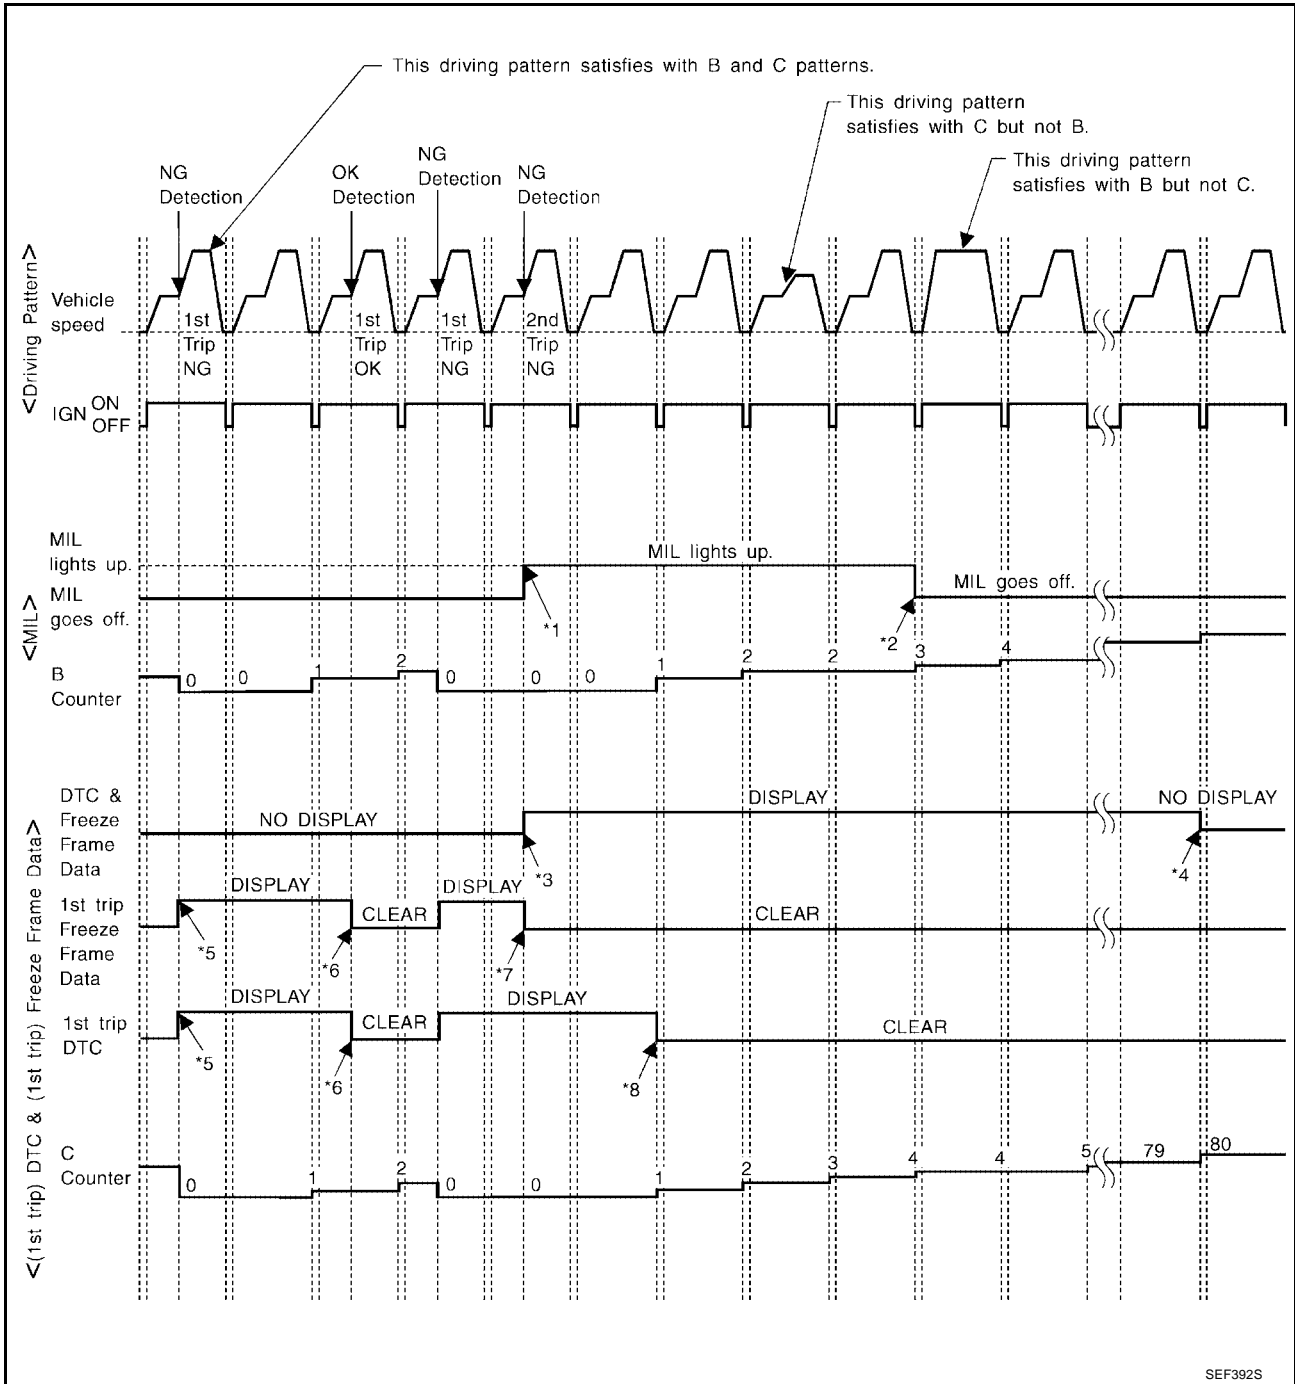 This driving pattern satisfies with B and C patterns.
This driving pattern
satisfies with C but not B.
This driving pattern
satisfies with B but not C.
NG
Detection
OK
Detection
NG
Detection
NG
Detection
<Driving Pattern>
Vehicle
speed
1st
Trip
NG
1st
Trip
OK
1st
Trip
NG
2nd
Trip
NG
IGN ON
OFF
<MIL>
MIL
lights up.
MIL
goes off.
MIL lights up.
MIL goes off.
*1
*2
B
Counter
0 0 1 2 0 0 0 1 2 2 3 4
<(1st trip) DTC & (1st trip) Freeze Frame Data>
DTC &
Freeze
Frame
Data
NO DISPLAY
DISPLAY
NO DISPLAY
*3
*4
1st trip
Freeze
Frame
Data
DISPLAY
CLEAR
DISPLAY
CLEAR
*5
*6
*7
1st trip
DTC
DISPLAY
CLEAR
DISPLAY
CLEAR
*5
*6
*8
C
Counter
0 1 2 0 0 1 2 3 4 4 5 79 80
SEF392S